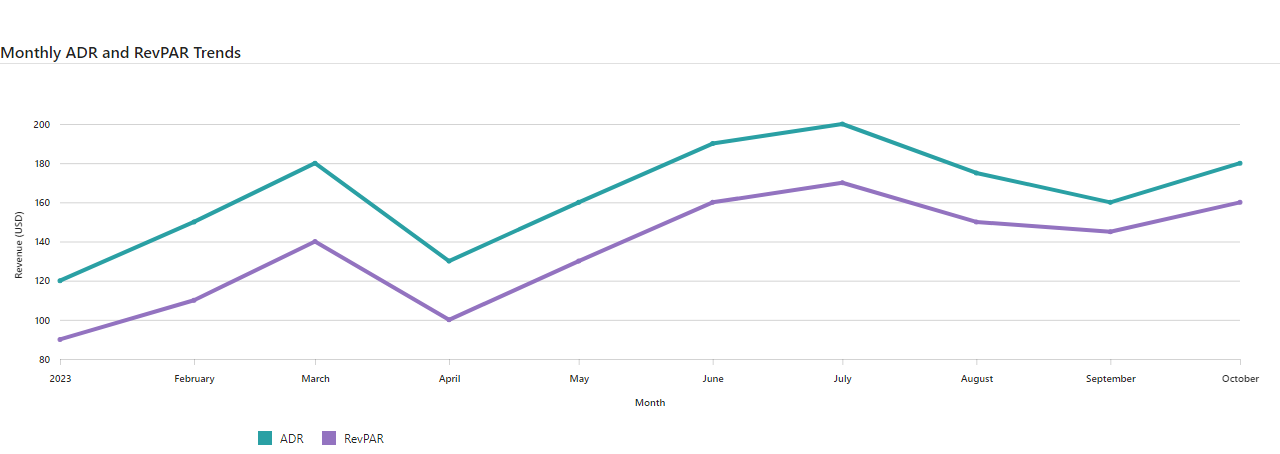 Monthly ADR and RevPAR Trends
200
180
160
140
120
100
80
Revenue (USD)
2023 February March April May June July August September October
Month
ADR RevPAR